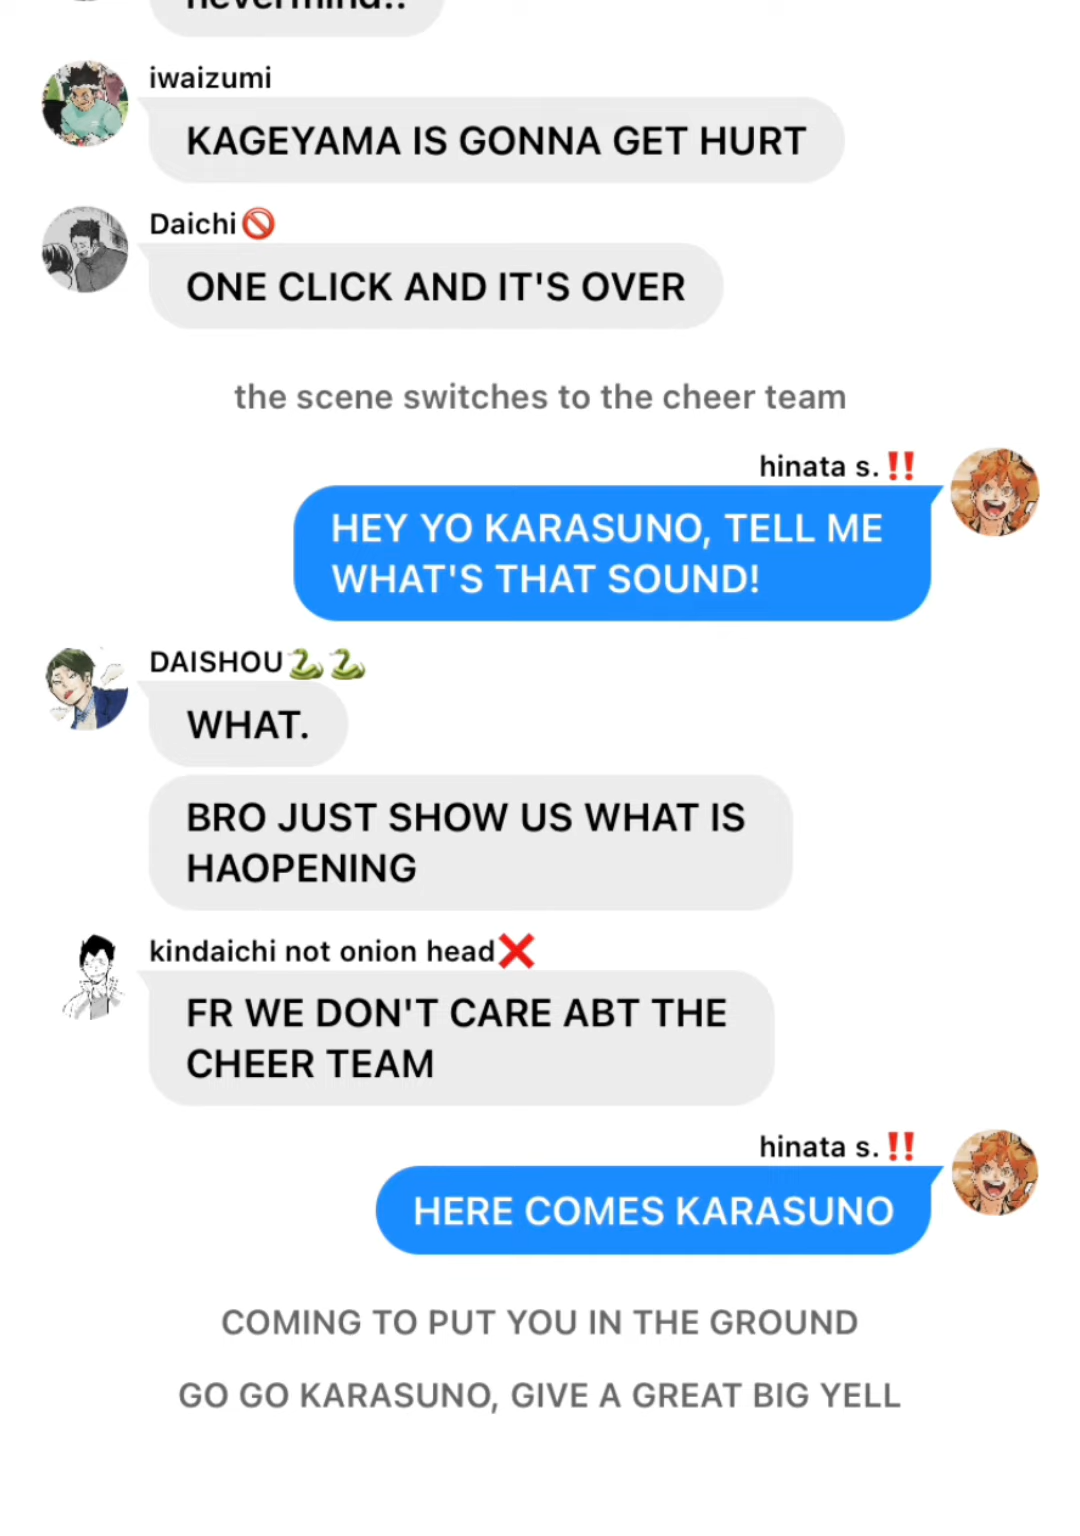 nevermind..
iwaizumi
KAGEYAMA IS GONNA GET HURT
Daichi🚫
ONE CLICK AND IT'S OVER
the scene switches to the cheer team
hinata s.‼️
HEY YO KARASUNO, TELL ME
WHAT'S THAT SOUND!
DAISHOU🐍🐍
WHAT.
BRO JUST SHOW US WHAT IS
HAOPENING
kindaichi not onion head❌
FR WE DON'T CARE ABT THE
CHEER TEAM
hinata s.‼️
HERE COMES KARASUNO
COMING TO PUT YOU IN THE GROUND
GO GO KARASUNO, GIVE A GREAT BIG YELL